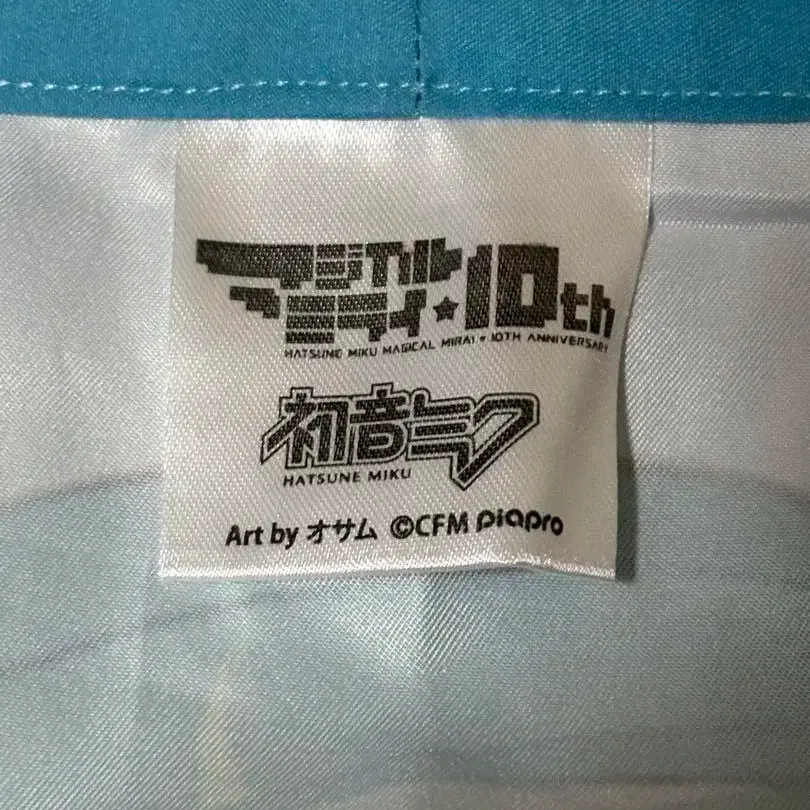 マジカル
ミライ★10th
HATSUNE MIKU MAGICAL MIRAI ★ 10TH ANNIVERSARY
初音ミク
HATSUNE MIKU
Art by オサム ©CFM piapro